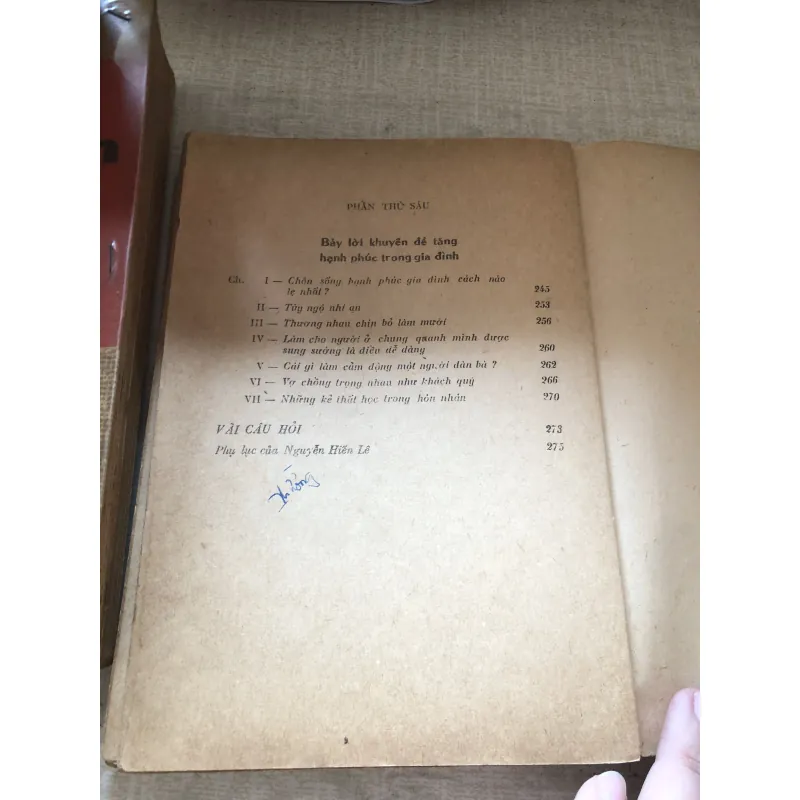 PHẦN THỨ SÁU
Bảy lời khuyên để tăng
hạnh phúc trong gia đình
Ch. I — Chôn sống hạnh phúc gia đình cách nào
lẹ nhất ? 245
II — Tùy ngộ nhi an 253
III — Thương nhau chín bỏ làm mười 256
IV — Làm cho người ở chung quanh mình được
sung sướng là điều dễ dàng 260
V — Cái gì làm cảm động một người đàn bà ? 262
VI — Vợ chồng trọng nhau như khách quý 266
VII — Những kẻ thất học trong hôn nhân 270
VÀI CÂU HỎI 273
Phụ lục của Nguyễn Hiến Lê 275